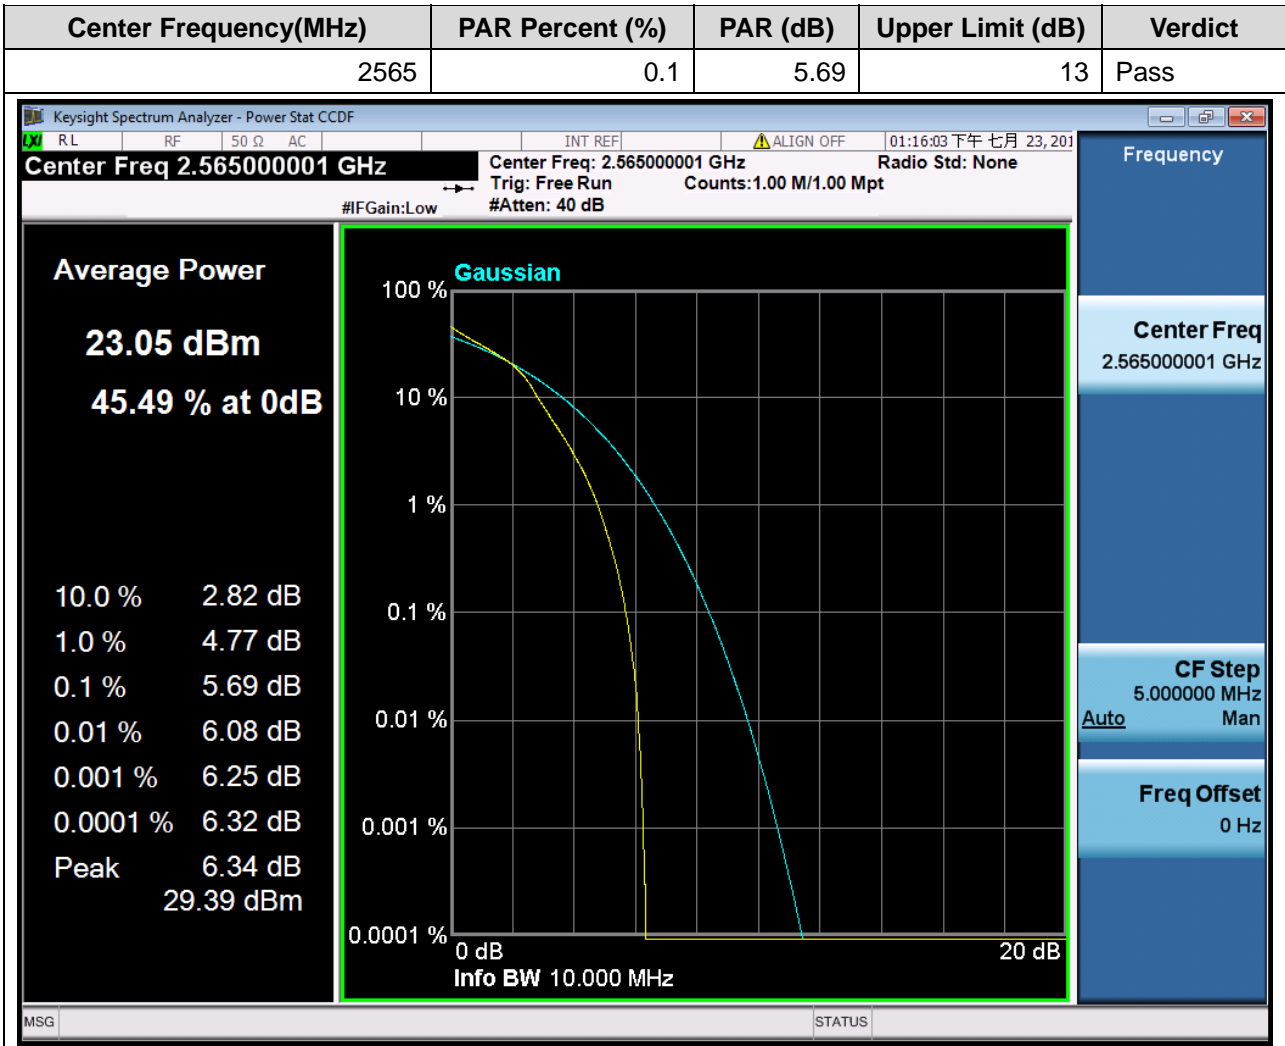 Center Frequency(MHz) PAR Percent (%) PAR (dB) Upper Limit (dB) Verdict
2565 0.1 5.69 13 Pass
Keysight Spectrum Analyzer - Power Stat CCDF
LXI RL RF 50 Ω AC INT REF ALIGN OFF 01:16:03 下午 七月 23, 201
Center Freq 2.565000001 GHz
Center Freq: 2.565000001 GHz Radio Std: None
Trig: Free Run Counts:1.00 M/1.00 Mpt
#IFGain:Low #Atten: 40 dB
Frequency
Average Power
23.05 dBm
45.49 % at 0dB
10.0 % 2.82 dB
1.0 % 4.77 dB
0.1 % 5.69 dB
0.01 % 6.08 dB
0.001 % 6.25 dB
0.0001 % 6.32 dB
Peak 6.34 dB
29.39 dBm
Gaussian
100 %
10 %
1 %
0.1 %
0.01 %
0.001 %
0.0001 %
0 dB 20 dB
Info BW 10.000 MHz
Center Freq
2.565000001 GHz
CF Step
5.000000 MHz
Auto Man
Freq Offset
0 Hz
MSG STATUS